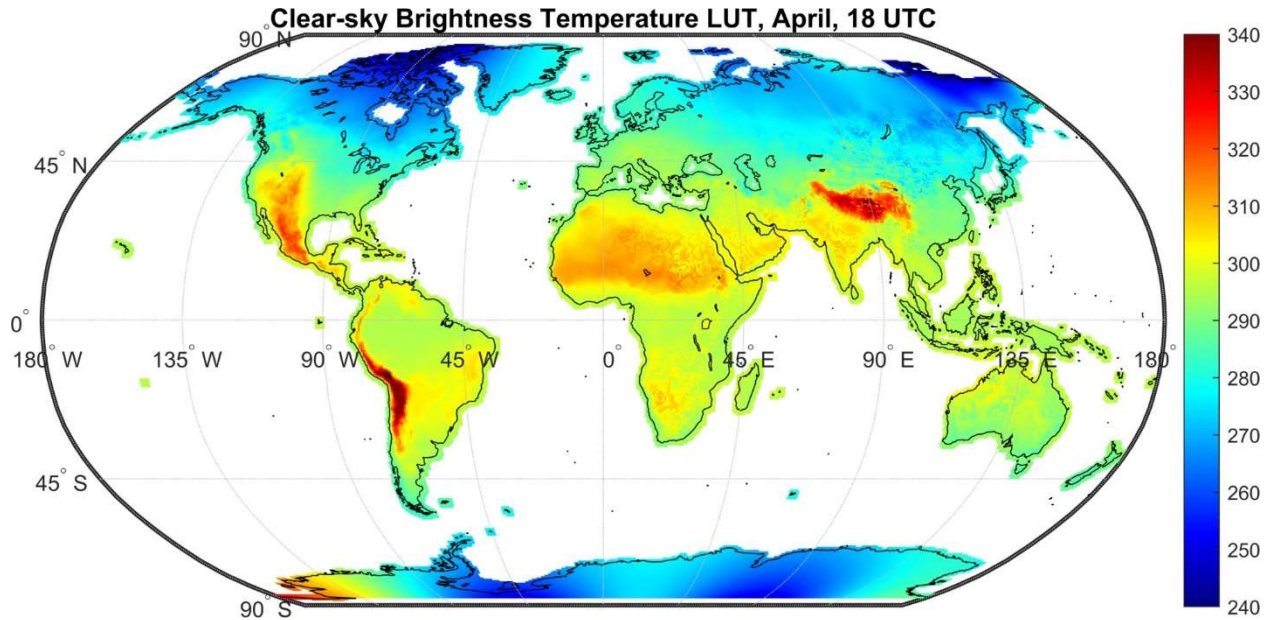 Clear-sky Brightness Temperature LUT, April, 18 UTC
90° N
45° N
0°
180° W 135° W 90° W 45° W 0° 45° E 90° E 135° E 180°
45° S
90° S
340
330
320
310
300
290
280
270
260
250
240